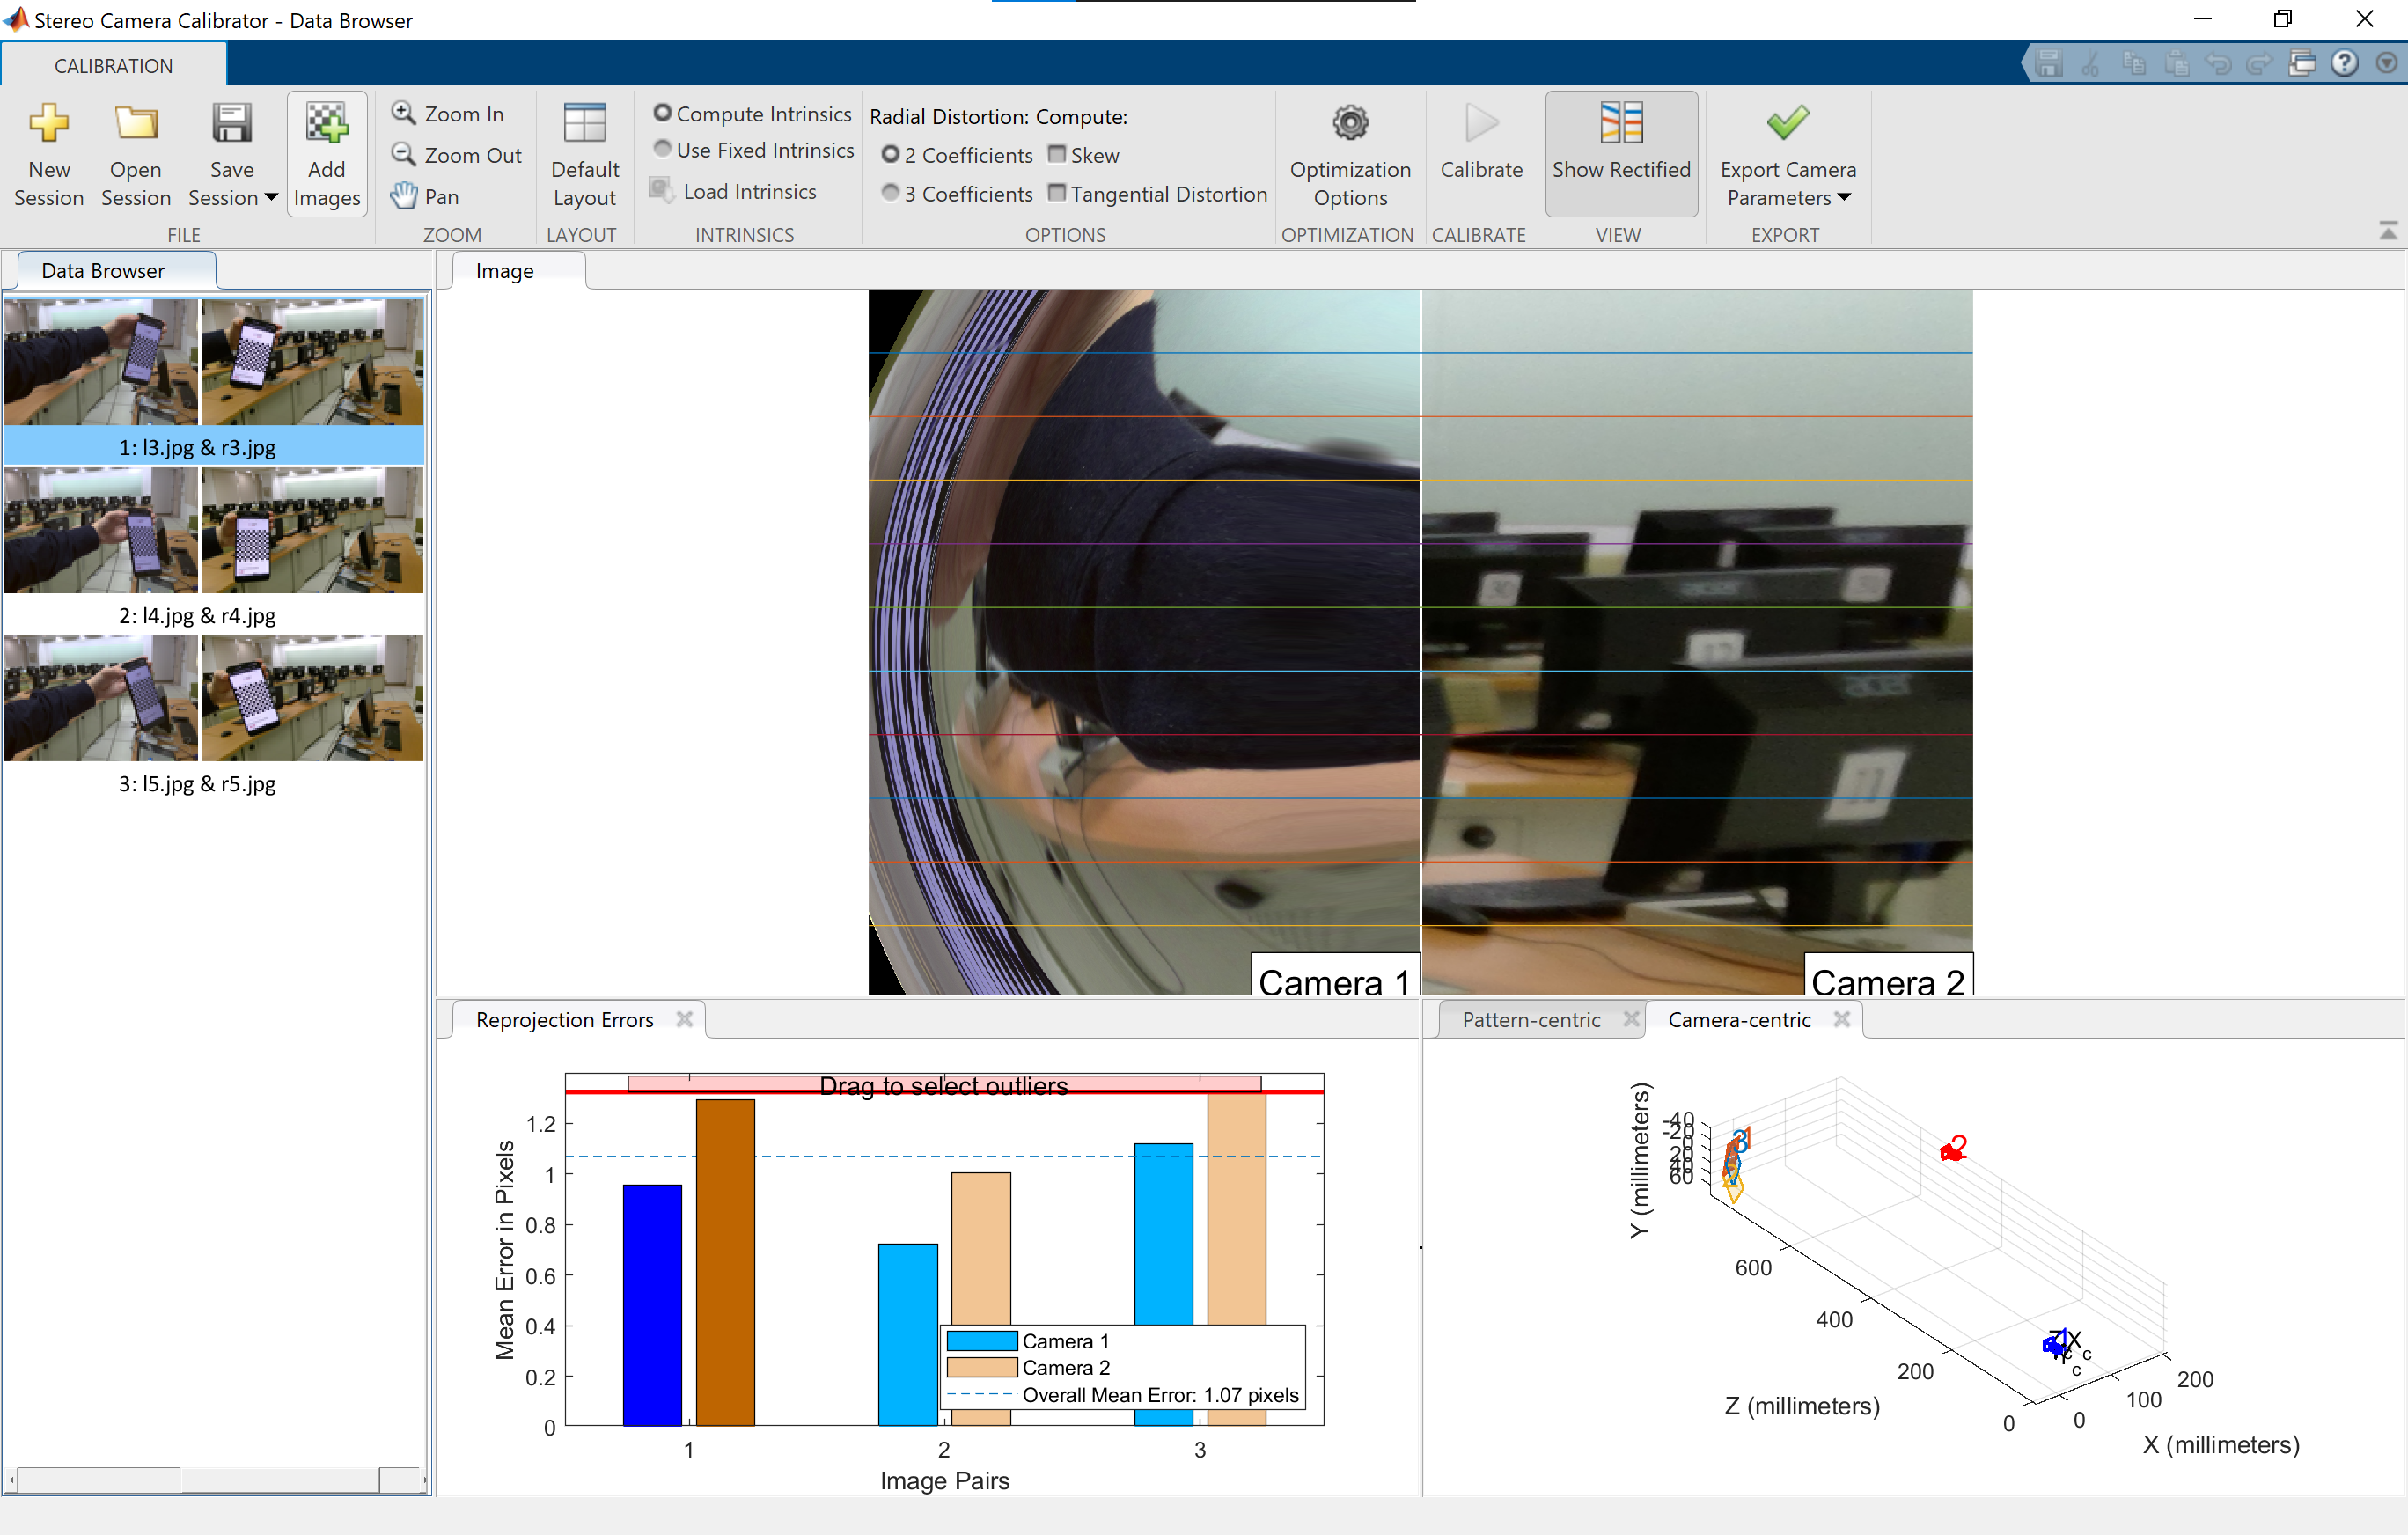 Stereo Camera Calibrator - Data Browser
CALIBRATION
New Session
Open Session
Save Session
Add Images
Zoom In
Zoom Out
Pan
Default Layout
Compute Intrinsics
Use Fixed Intrinsics
Load Intrinsics
Radial Distortion: Compute:
2 Coefficients
Skew
3 Coefficients
Tangential Distortion
Optimization Options
Calibrate
Show Rectified
Export Camera Parameters
FILE
ZOOM
LAYOUT
INTRINSICS
OPTIONS
OPTIMIZATION
CALIBRATE
VIEW
EXPORT
Data Browser
1: l3.jpg & r3.jpg
2: l4.jpg & r4.jpg
3: l5.jpg & r5.jpg
Image
Camera 1
Camera 2
Reprojection Errors
Drag to select outliers
Mean Error in Pixels
1.2
1
0.8
0.6
0.4
0.2
0
1
2
3
Image Pairs
Camera 1
Camera 2
Overall Mean Error: 1.07 pixels
Pattern-centric
Camera-centric
Y (millimeters)
-40
-20
0
20
40
60
600
400
200
0
Z (millimeters)
0
100
200
X (millimeters)
3
1
2
X
c
c